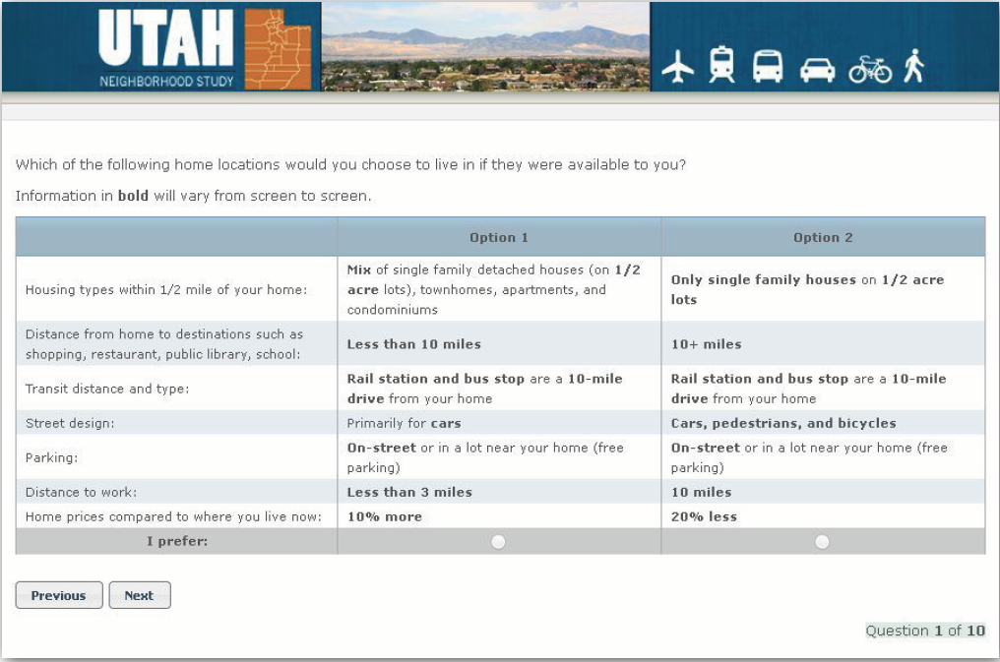 UTAH
NEIGHBORHOOD STUDY
Which of the following home locations would you choose to live in if they were available to you?
Information in bold will vary from screen to screen.
Option 1
Option 2
Housing types within 1/2 mile of your home:
Mix of single family detached houses (on 1/2
acre lots), townhomes, apartments, and
condominiums
Only single family houses on 1/2 acre
lots
Distance from home to destinations such as
shopping, restaurant, public library, school:
Less than 10 miles
10+ miles
Transit distance and type:
Rail station and bus stop are a 10-mile
drive from your home
Rail station and bus stop are a 10-mile
drive from your home
Street design:
Primarily for cars
Cars, pedestrians, and bicycles
Parking:
On-street or in a lot near your home (free
parking)
On-street or in a lot near your home (free
parking)
Distance to work:
Less than 3 miles
10 miles
Home prices compared to where you live now:
10% more
20% less
I prefer:
Previous
Next
Question 1 of 10